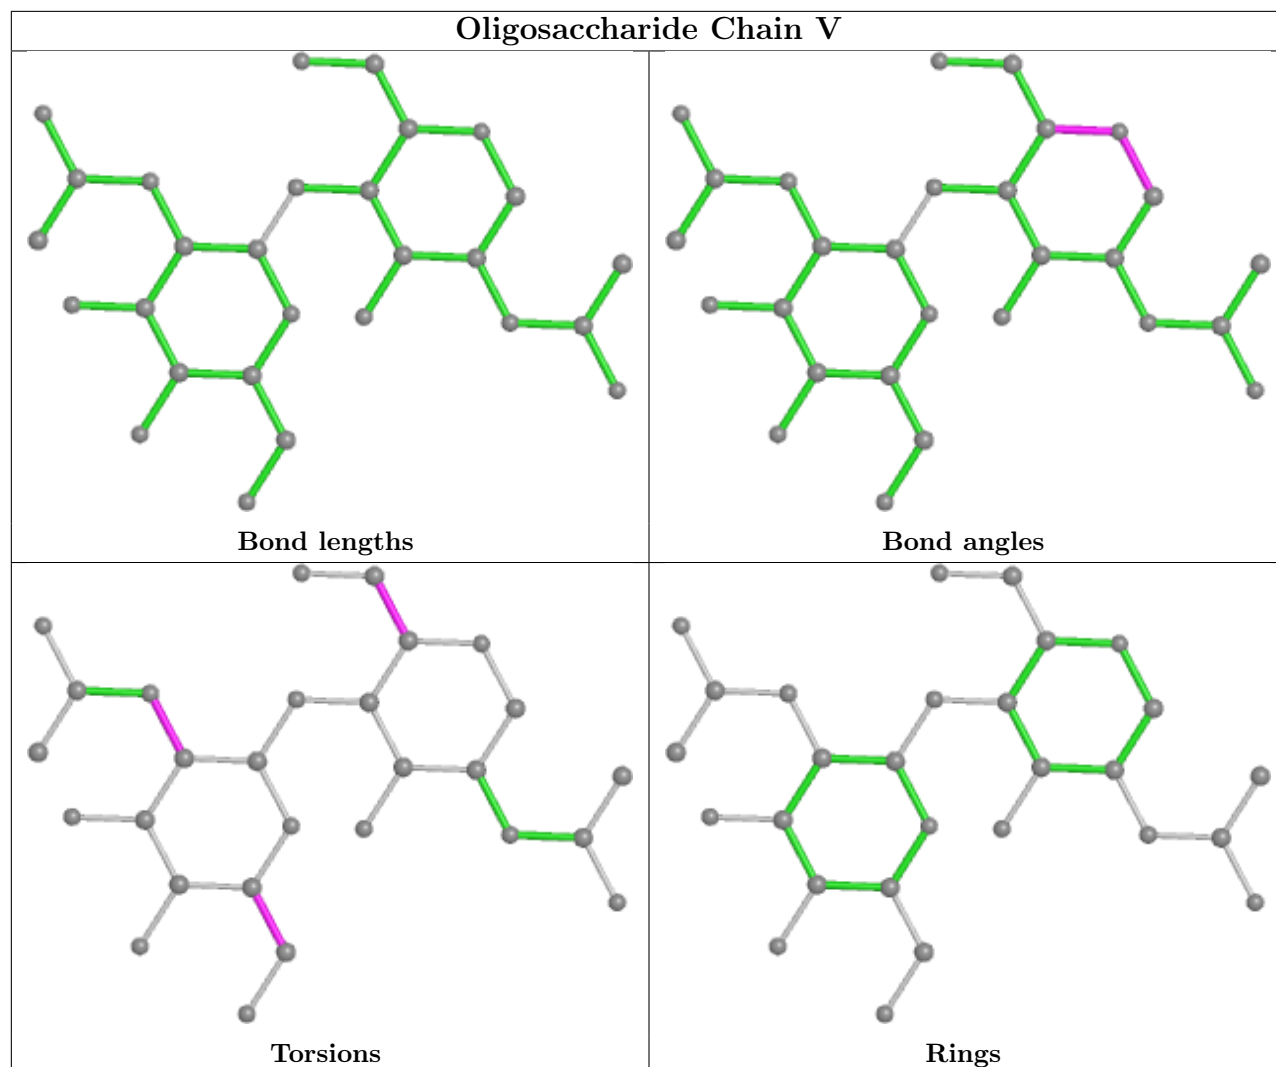 Oligosaccharide Chain V
Bond lengths
Bond angles
Torsions
Rings